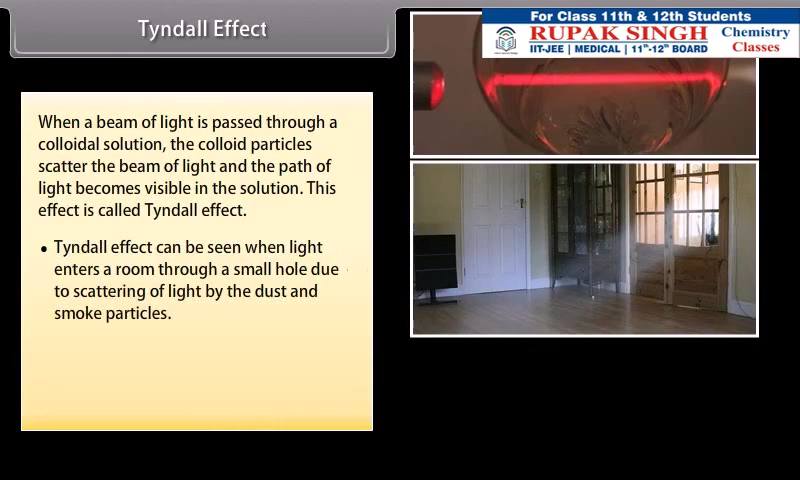 Tyndall Effect
For Class 11th & 12th Students
RUPAK SINGH
Chemistry
Classes
IIT-JEE | MEDICAL | 11th-12th BOARD
When a beam of light is passed through a
colloidal solution, the colloid particles
scatter the beam of light and the path of
light becomes visible in the solution. This
effect is called Tyndall effect.
• Tyndall effect can be seen when light
enters a room through a small hole due
to scattering of light by the dust and
smoke particles.